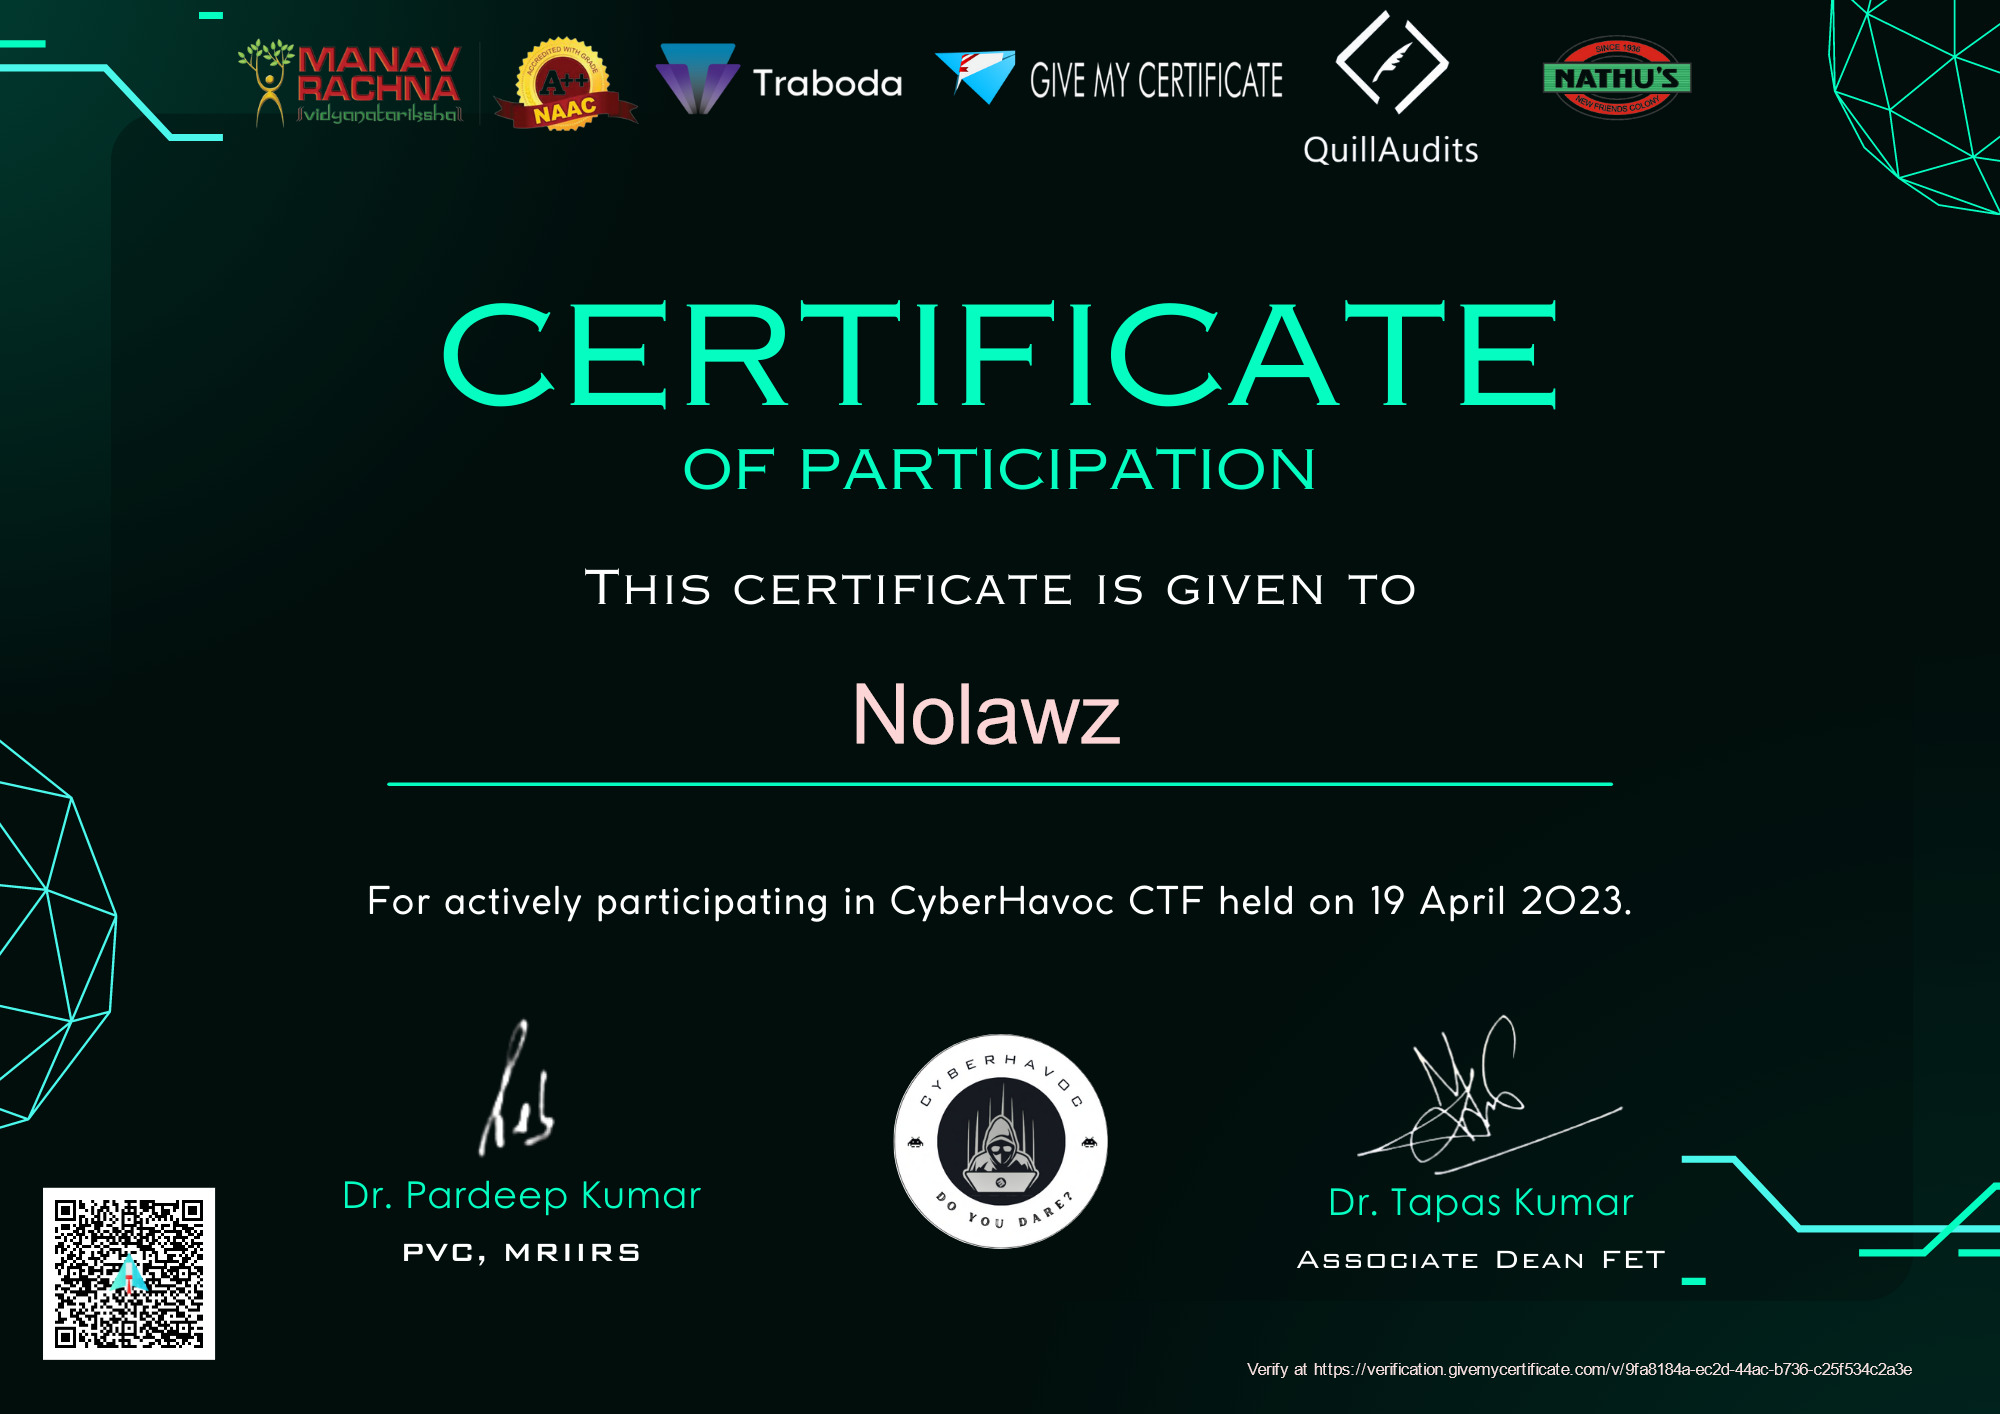 MANAV
RACHNA
vidyanatariksha
ACCREDITED WITH GRADE
A++
NAAC
Traboda
GIVE MY CERTIFICATE
QuillAudits
SINCE 1936
NATHU'S
NEW FRIENDS COLONY
CERTIFICATE
OF PARTICIPATION
THIS CERTIFICATE IS GIVEN TO
Nolawz
For actively participating in CyberHavoc CTF held on 19 April 2023.
CYBERHAVOC
DO YOU DARE?
Dr. Pardeep Kumar
PVC, MRIIRS
Dr. Tapas Kumar
ASSOCIATE DEAN FET
Verify at https://verification.givemycertificate.com/v/9fa8184a-ec2d-44ac-b736-c25f534c2a3e